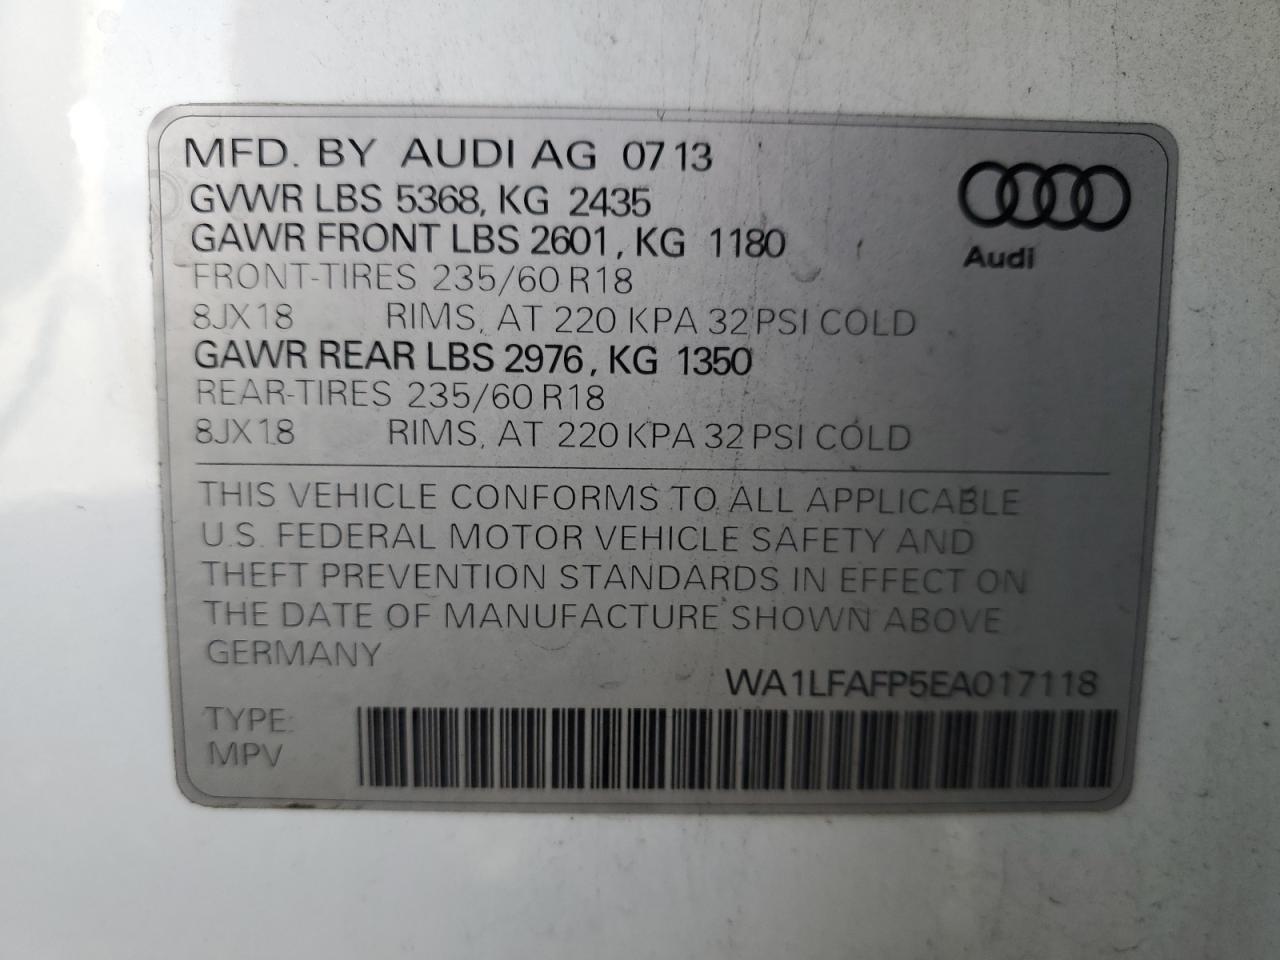 MFD. BY AUDI AG 07 13
GVWR LBS 5368, KG 2435
GAWR FRONT LBS 2601, KG 1180
FRONT-TIRES 235/60 R18
8JX18 RIMS, AT 220 KPA 32 PSI COLD
GAWR REAR LBS 2976, KG 1350
REAR-TIRES 235/60 R18
8JX18 RIMS, AT 220 KPA 32 PSI COLD
Audi
THIS VEHICLE CONFORMS TO ALL APPLICABLE
U.S. FEDERAL MOTOR VEHICLE SAFETY AND
THEFT PREVENTION STANDARDS IN EFFECT ON
THE DATE OF MANUFACTURE SHOWN ABOVE
GERMANY
WA1LFAFP5EA017118
TYPE:
MPV